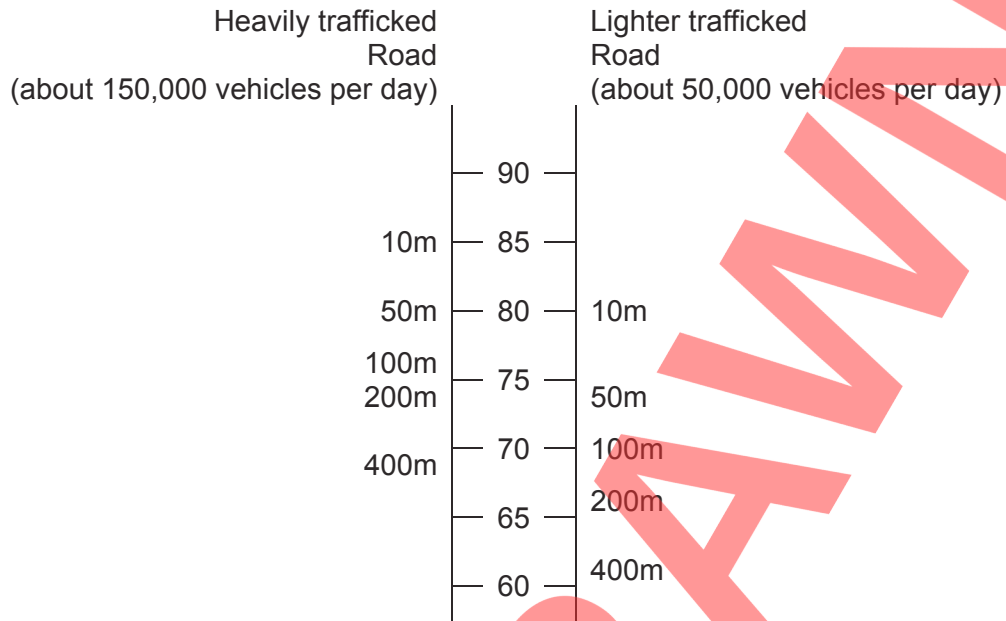 Heavily trafficked
Road
(about 150,000 vehicles per day)
Lighter trafficked
Road
(about 50,000 vehicles per day)
90
10m 85
50m 80 10m
100m
75
200m 50m
70 100m
400m
200m
65
400m
60